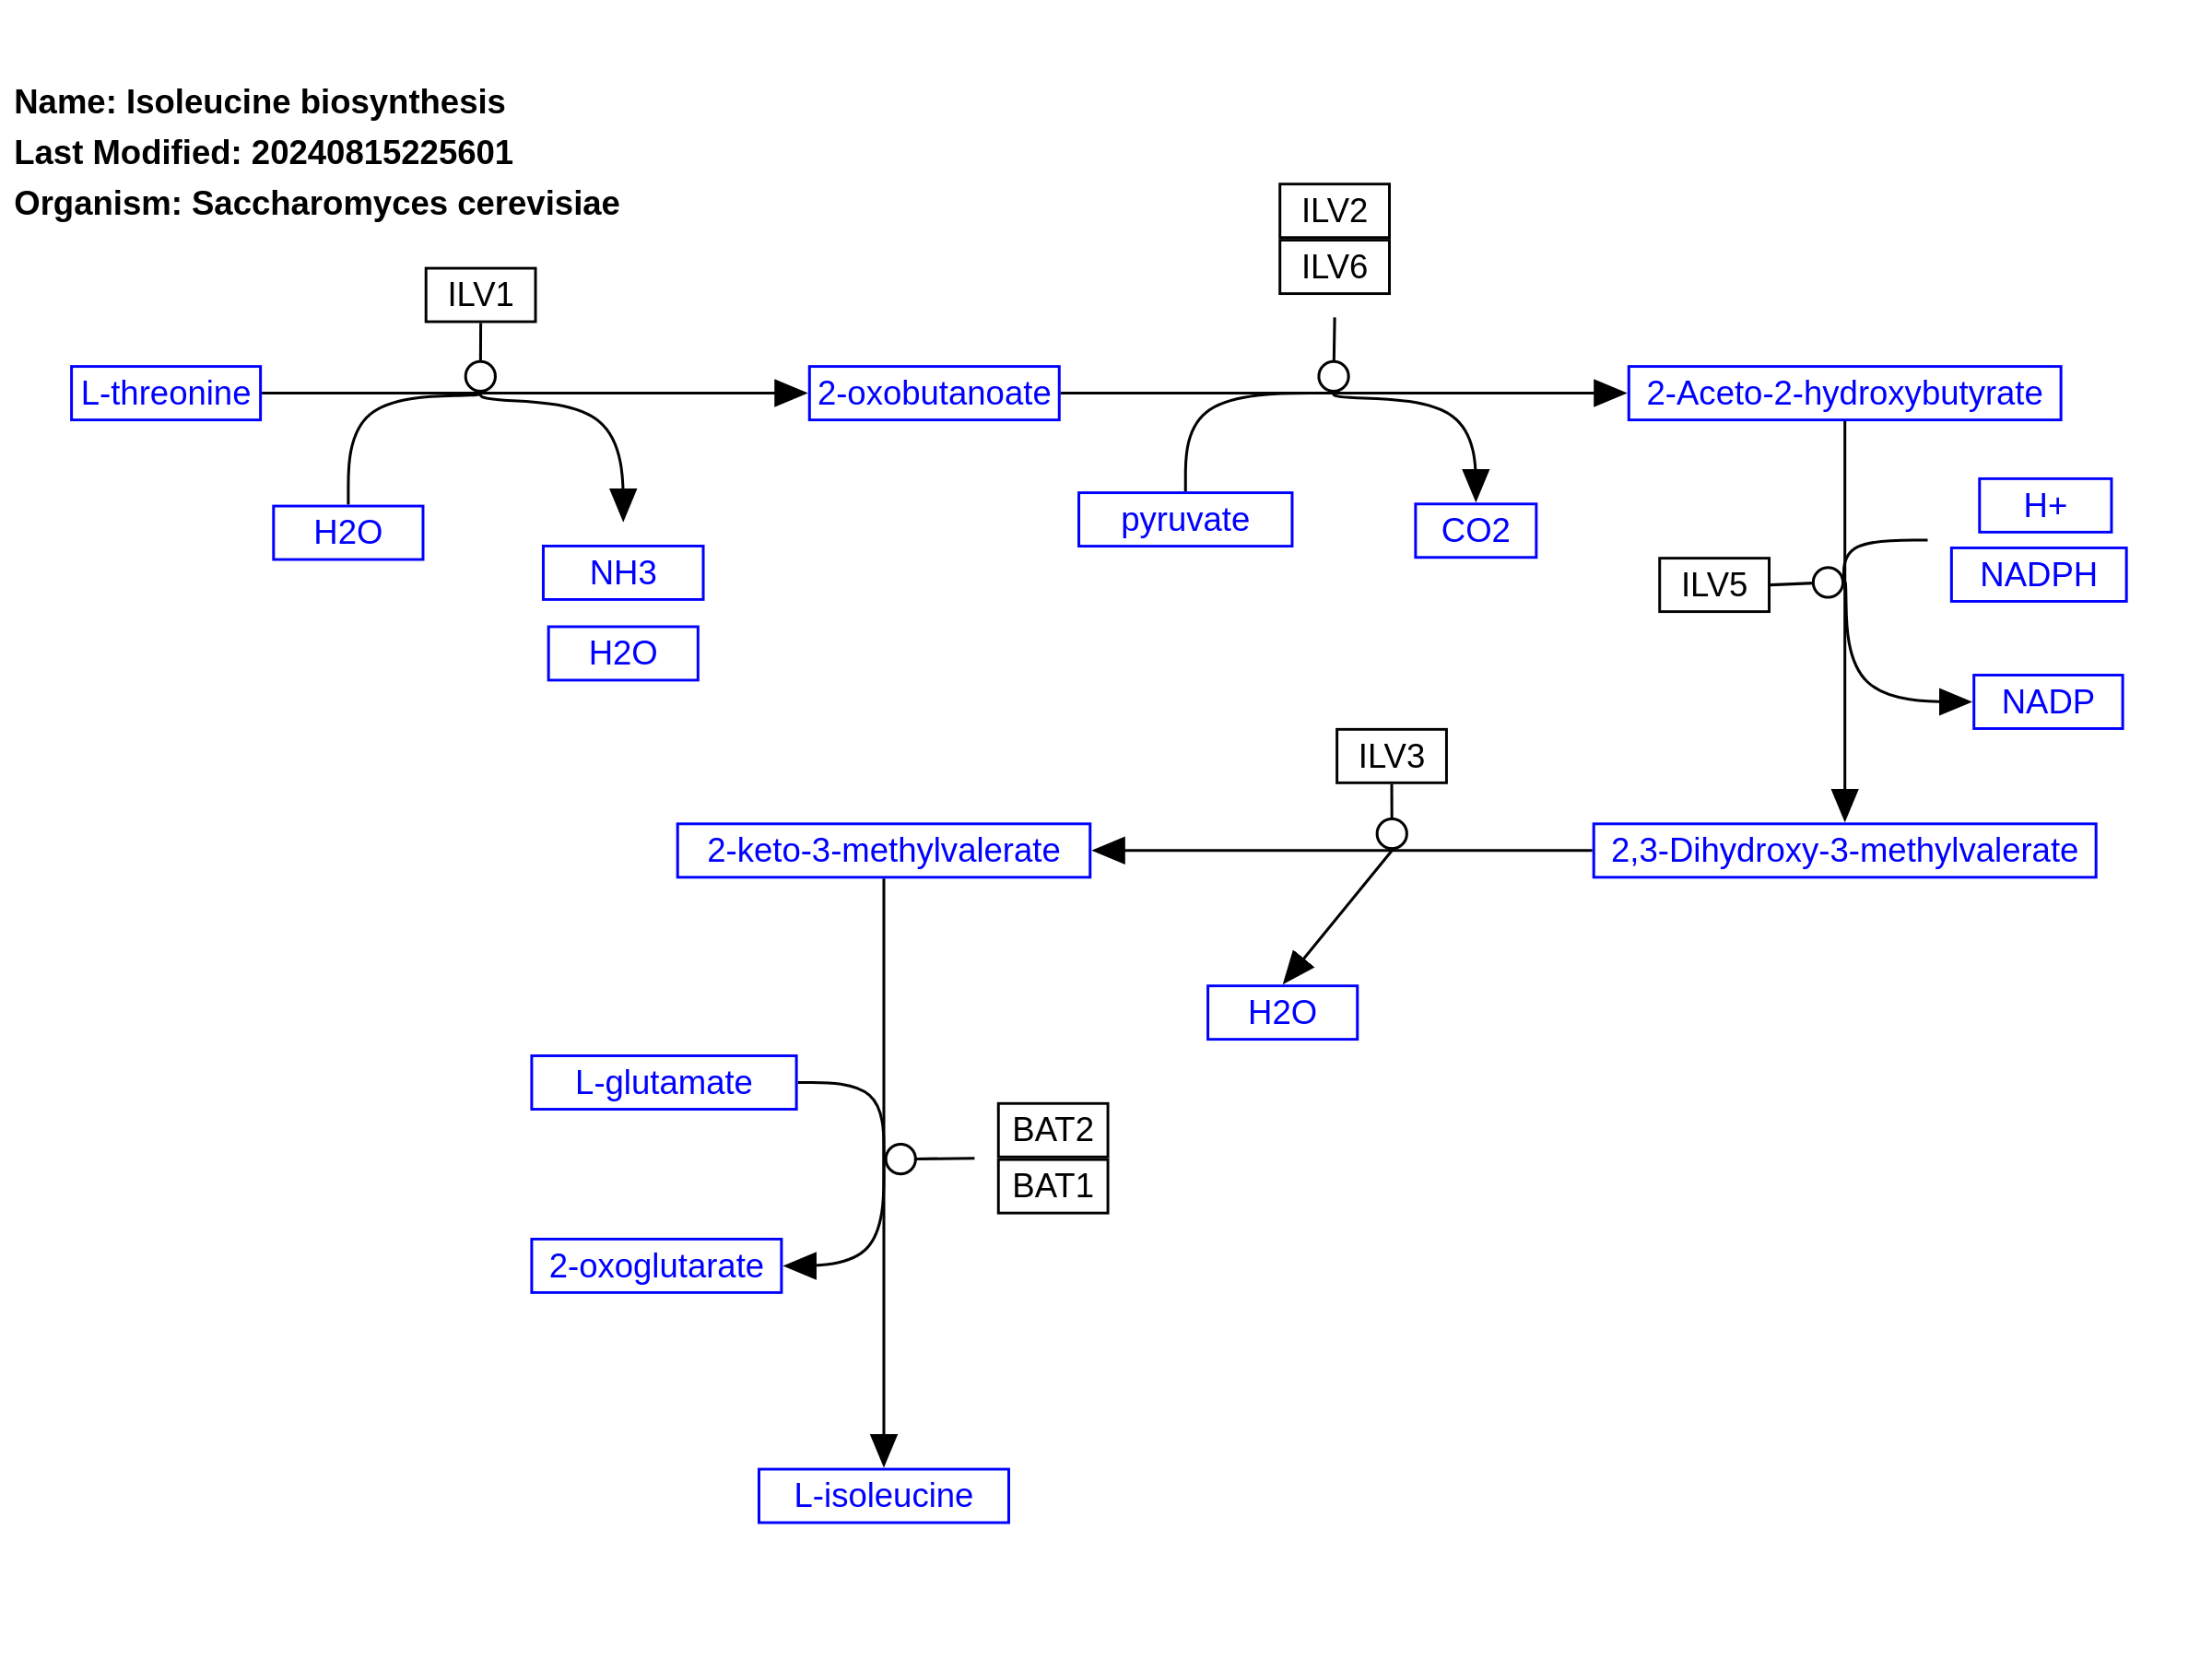 Name: Isoleucine biosynthesis
Last Modified: 20240815225601
Organism: Saccharomyces cerevisiae
ILV2
ILV6
ILV1
L-threonine
2-oxobutanoate
2-Aceto-2-hydroxybutyrate
H2O
NH3
H2O
pyruvate
CO2
H+
NADPH
ILV5
NADP
ILV3
2-keto-3-methylvalerate
2,3-Dihydroxy-3-methylvalerate
H2O
L-glutamate
BAT2
BAT1
2-oxoglutarate
L-isoleucine